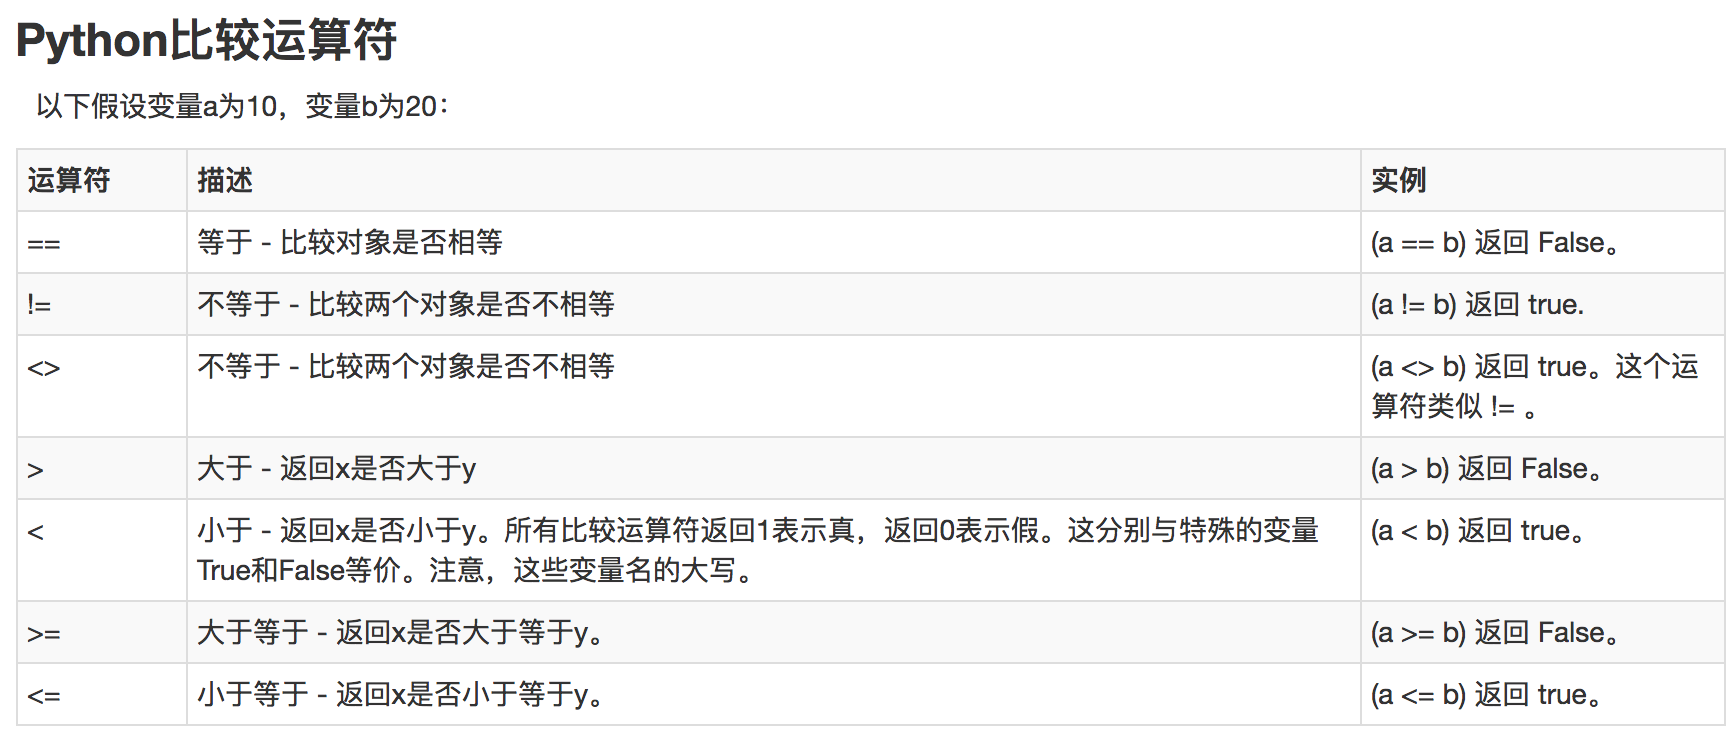 Python比较运算符
以下假设变量a为10，变量b为20：
运算符 描述 实例
== 等于 - 比较对象是否相等 (a == b) 返回 False。
!= 不等于 - 比较两个对象是否不相等 (a != b) 返回 true.
<> 不等于 - 比较两个对象是否不相等 (a <> b) 返回 true。这个运
算符类似 != 。
> 大于 - 返回x是否大于y (a > b) 返回 False。
< 小于 - 返回x是否小于y。所有比较运算符返回1表示真，返回0表示假。这分别与特殊的变量 (a < b) 返回 true。
True和False等价。注意，这些变量名的大写。
>= 大于等于 - 返回x是否大于等于y。 (a >= b) 返回 False。
<= 小于等于 - 返回x是否小于等于y。 (a <= b) 返回 true。